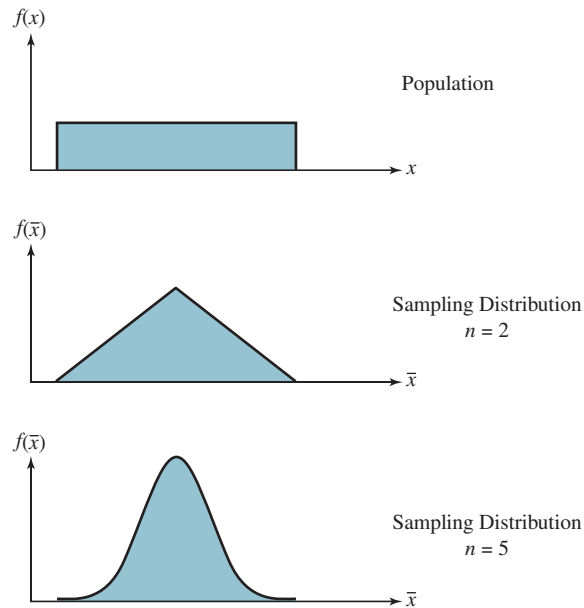 f(x)
Population
x
f(x̅)
Sampling Distribution
n = 2
x̅
f(x̅)
Sampling Distribution
n = 5
x̅